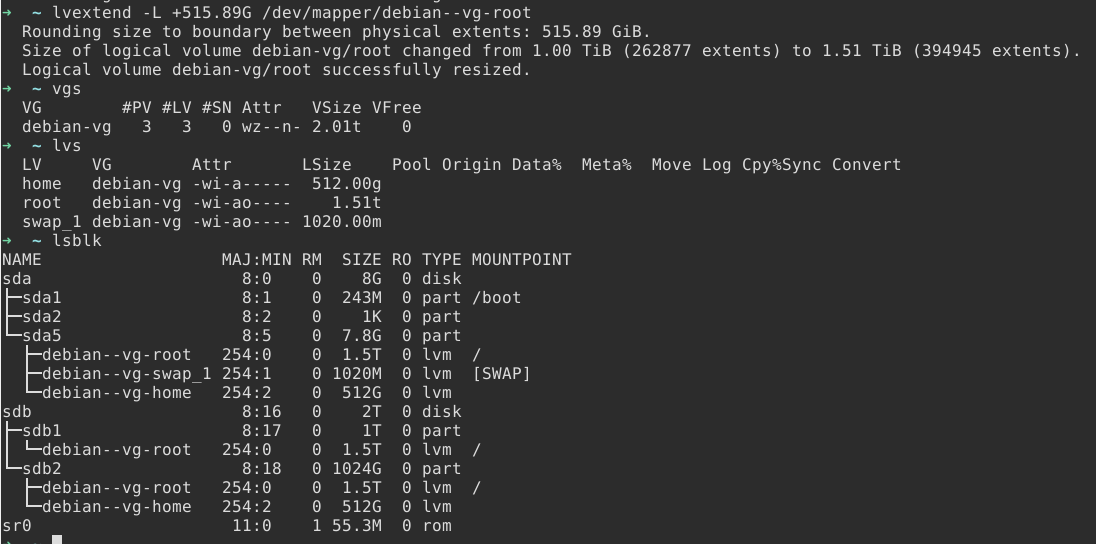 ➜  ~ lvextend -L +515.89G /dev/mapper/debian--vg-root
  Rounding size to boundary between physical extents: 515.89 GiB.
  Size of logical volume debian-vg/root changed from 1.00 TiB (262877 extents) to 1.51 TiB (394945 extents).
  Logical volume debian-vg/root successfully resized.
➜  ~ vgs
  VG        #PV #LV #SN Attr   VSize VFree
  debian-vg   3   3   0 wz--n- 2.01t    0
➜  ~ lvs
  LV     VG        Attr       LSize    Pool Origin Data%  Meta%  Move Log Cpy%Sync Convert
  home   debian-vg -wi-a-----  512.00g
  root   debian-vg -wi-ao----    1.51t
  swap_1 debian-vg -wi-ao---- 1020.00m
➜  ~ lsblk
NAME                  MAJ:MIN RM  SIZE RO TYPE MOUNTPOINT
sda                     8:0    0    8G  0 disk
├─sda1                  8:1    0  243M  0 part /boot
├─sda2                  8:2    0    1K  0 part
└─sda5                  8:5    0  7.8G  0 part
  ├─debian--vg-root   254:0    0  1.5T  0 lvm  /
  ├─debian--vg-swap_1 254:1    0 1020M  0 lvm  [SWAP]
  └─debian--vg-home   254:2    0  512G  0 lvm
sdb                     8:16   0    2T  0 disk
├─sdb1                  8:17   0    1T  0 part
│ └─debian--vg-root   254:0    0  1.5T  0 lvm  /
└─sdb2                  8:18   0 1024G  0 part
  ├─debian--vg-root   254:0    0  1.5T  0 lvm  /
  └─debian--vg-home   254:2    0  512G  0 lvm
sr0                    11:0    1 55.3M  0 rom
➜  ~